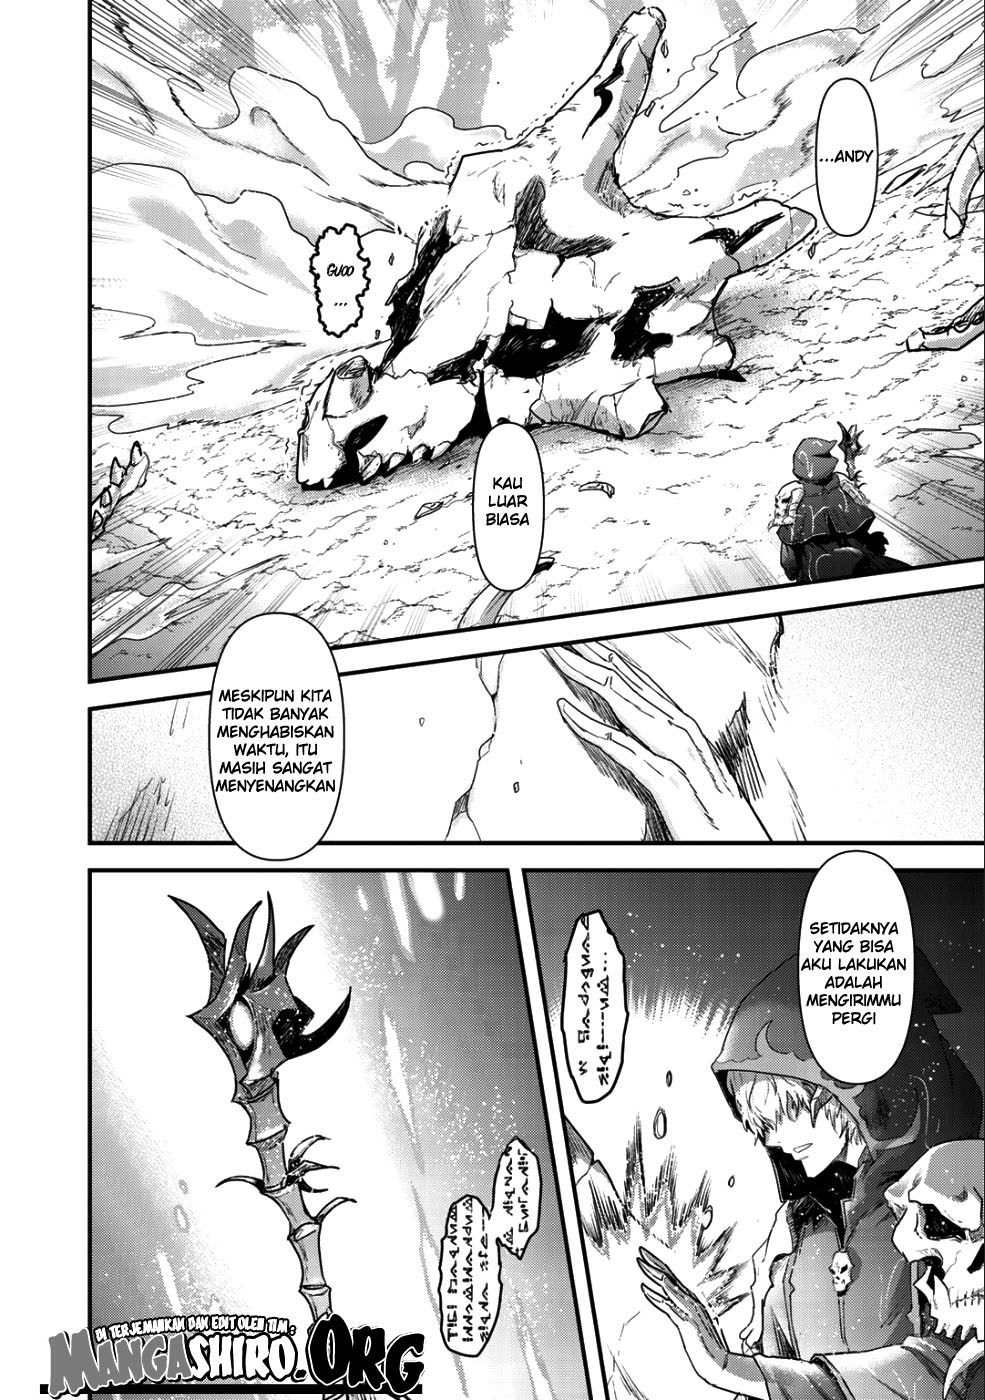 ...ANDY
GUOO
....
KAU
LUAR
BIASA
MESKIPUN KITA
TIDAK BANYAK
MENGHABISKAN
WAKTU, ITU
MASIH SANGAT
MENYENANGKAN
SETIDAKNYA
YANG BISA
AKU LAKUKAN
ADALAH
MENGIRIMMU
PERGI
DI TERJEMAHKAN DAN EDIT OLEH TIM :
MANGASHIRO.ORG